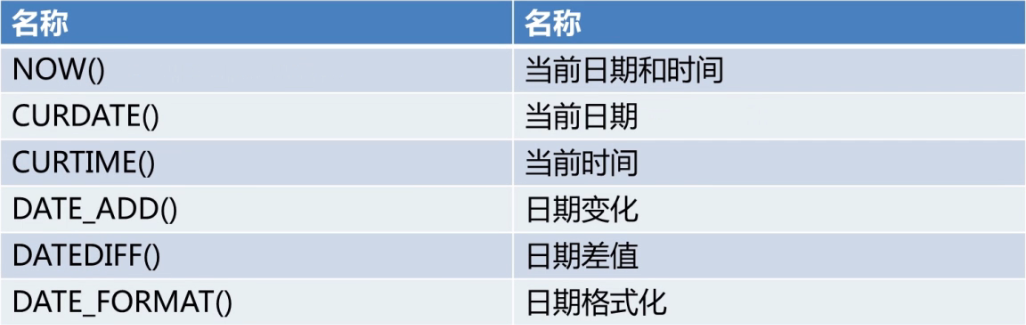 名称 名称
NOW() 当前日期和时间
CURDATE() 当前日期
CURTIME() 当前时间
DATE_ADD() 日期变化
DATEDIFF() 日期差值
DATE_FORMAT() 日期格式化